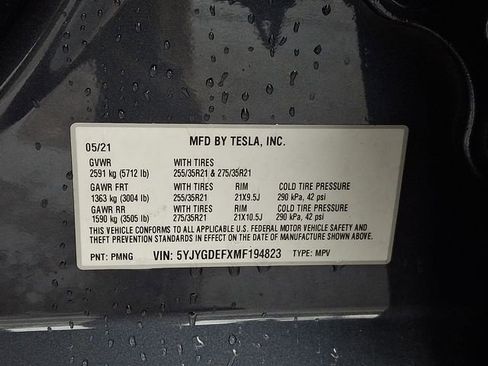 05/21 MFD BY TESLA, INC.
GVWR WITH TIRES
2591 kg (5712 lb) 255/35R21 & 275/35R21
GAWR FRT WITH TIRES RIM COLD TIRE PRESSURE
1363 kg (3004 lb) 255/35R21 21X9.5J 290 kPa, 42 psi
GAWR RR WITH TIRES RIM COLD TIRE PRESSURE
1590 kg (3505 lb) 275/35R21 21X10.5J 290 kPa, 42 psi
THIS VEHICLE CONFORMS TO ALL APPLICABLE U.S. FEDERAL MOTOR VEHICLE SAFETY AND
THEFT PREVENTION STANDARDS IN EFFECT ON THE DATE OF MANUFACTURE SHOWN ABOVE.
PNT: PMNG VIN: 5YJYGDEFXMF194823 TYPE: MPV